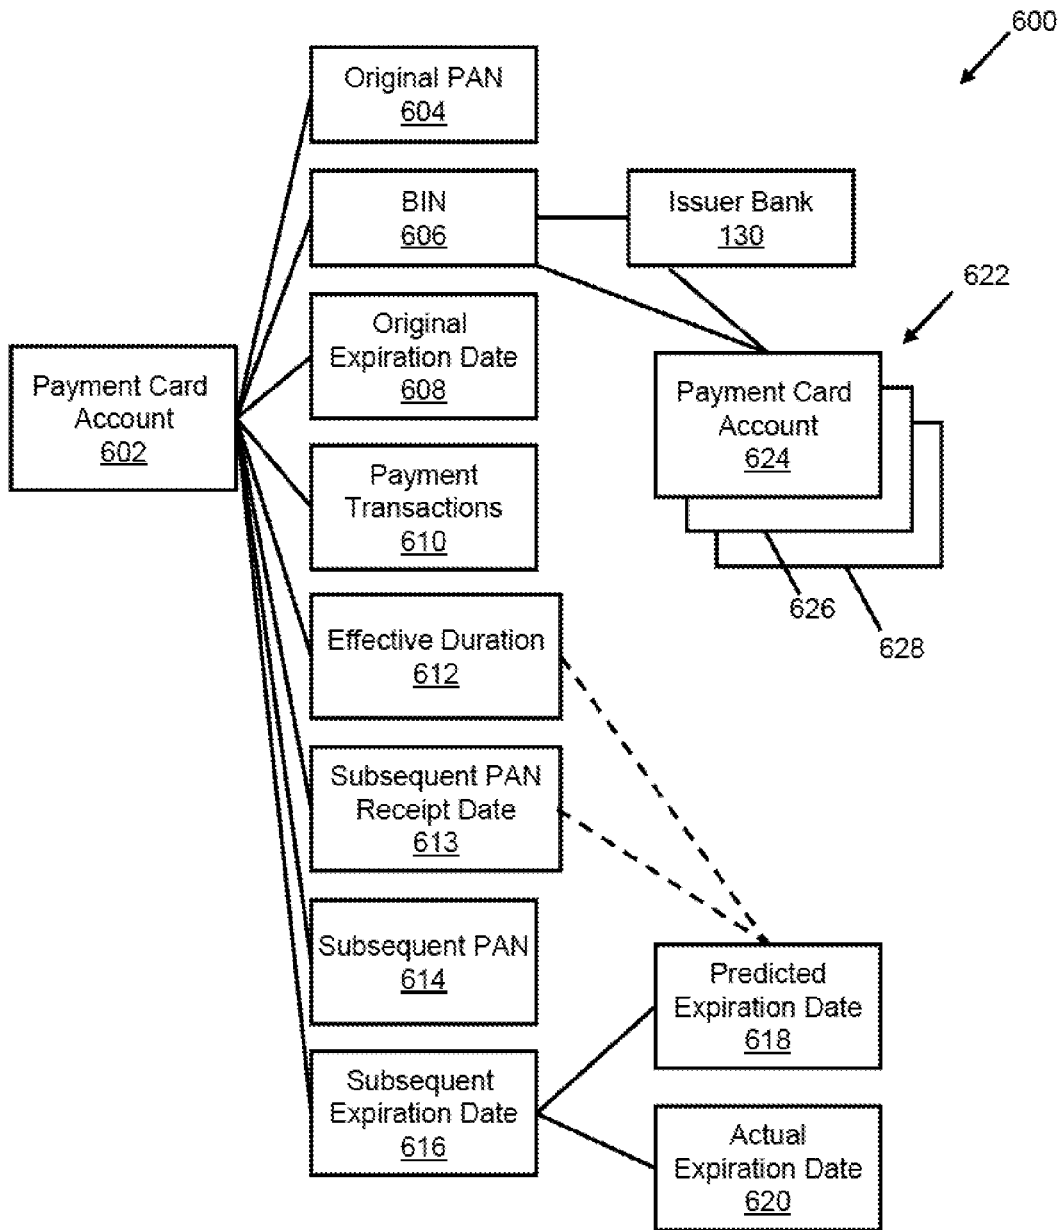 600
Original PAN
604
BIN
606
Issuer Bank
130
622
Original
Expiration Date
608
Payment Card
Account
602
Payment Card
Account
624
Payment
Transactions
610
626
628
Effective Duration
612
Subsequent PAN
Receipt Date
613
Subsequent PAN
614
Predicted
Expiration Date
618
Subsequent
Expiration Date
616
Actual
Expiration Date
620